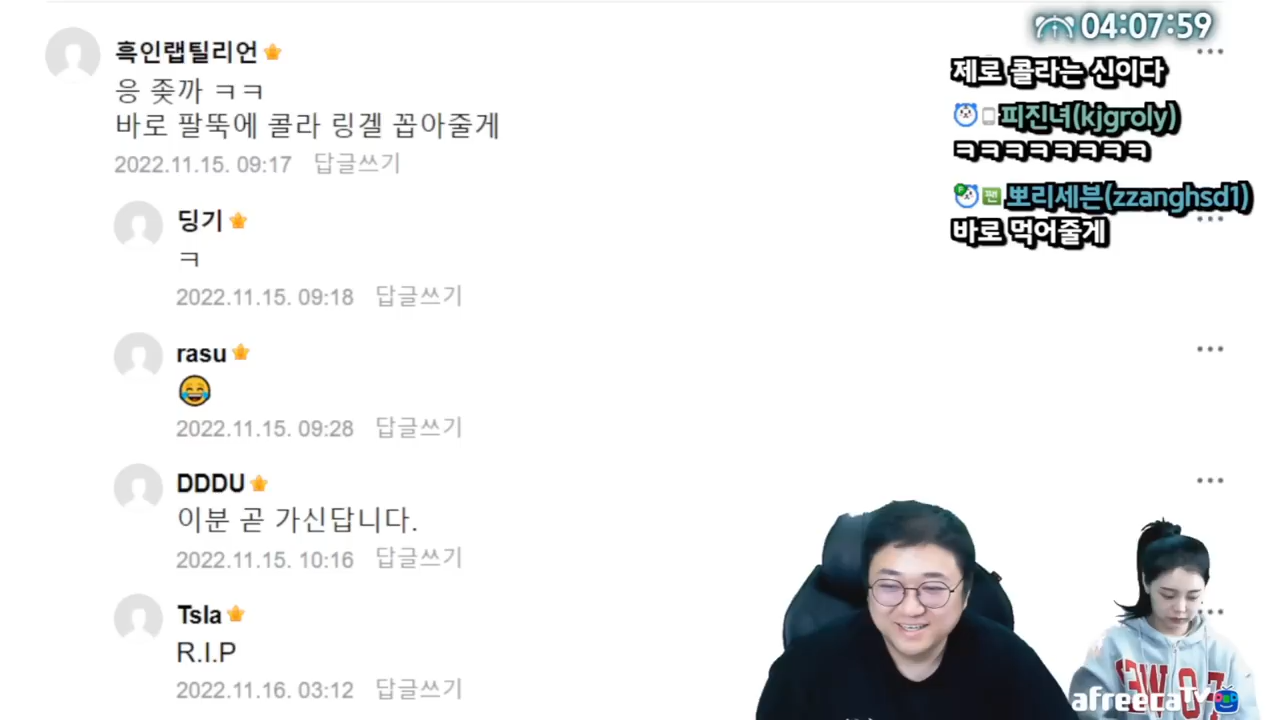 흑인랩틸리언
응 좆까 ㅋㅋ
바로 팔뚝에 콜라 링겔 꼽아줄게
2022.11.15. 09:17 답글쓰기
딩기
ㅋ
2022.11.15. 09:18 답글쓰기
rasu
2022.11.15. 09:28 답글쓰기
DDDU
이분 곧 가신답니다.
2022.11.15. 10:16 답글쓰기
Tsla
R.I.P
2022.11.16. 03:12 답글쓰기
04:07:59
제로 콜라는 신이다
피진녀(kjgroly)
ㅋㅋㅋㅋㅋㅋㅋㅋ
팬 뽀리세븐(zzanghsd1)
바로 먹어줄게
afreecaTV